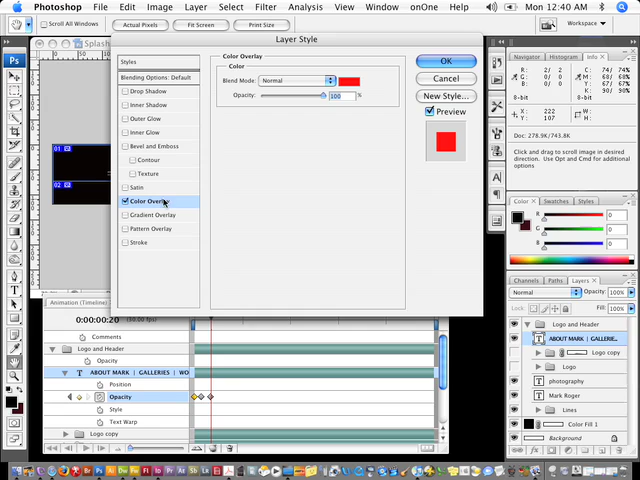 Photoshop File Edit Image Layer Select Filter Analysis View Window onOne Help Mon 12:40 AM
Scroll All Windows Actual Pixels Fit Screen Print Size Workspace
Layer Style
Splash
Styles
Blending Options: Default
Drop Shadow
Inner Shadow
Outer Glow
Inner Glow
Bevel and Emboss
Contour
Texture
Satin
Color Overlay
Gradient Overlay
Pattern Overlay
Stroke
Color Overlay
Color
Blend Mode: Normal
Opacity: 100 %
OK
Cancel
New Style...
Preview
01
02
Navigator Histogram Info
8-bit 8-bit
X: 222
Y: 107
Doc: 278.9K/743.8K
Click and drag to scroll image in desired direction. Use Opt and Cmd for additional options.
Color Swatches Styles
R 0
G 0
B 0
Channels Paths Layers
Normal Opacity: 100%
Lock: Fill: 100%
Logo and Header
ABOUT MARK | GALLERIE...
Logo copy
Logo
photography
Mark Roger
Lines
Color Fill 1
Background
Animation (Timeline)
0:00:00:20 (30.00 fps)
Comments
Logo and Header
Opacity
ABOUT MARK | GALLERIES | WO
Position
Opacity
Style
Text Warp
Logo copy